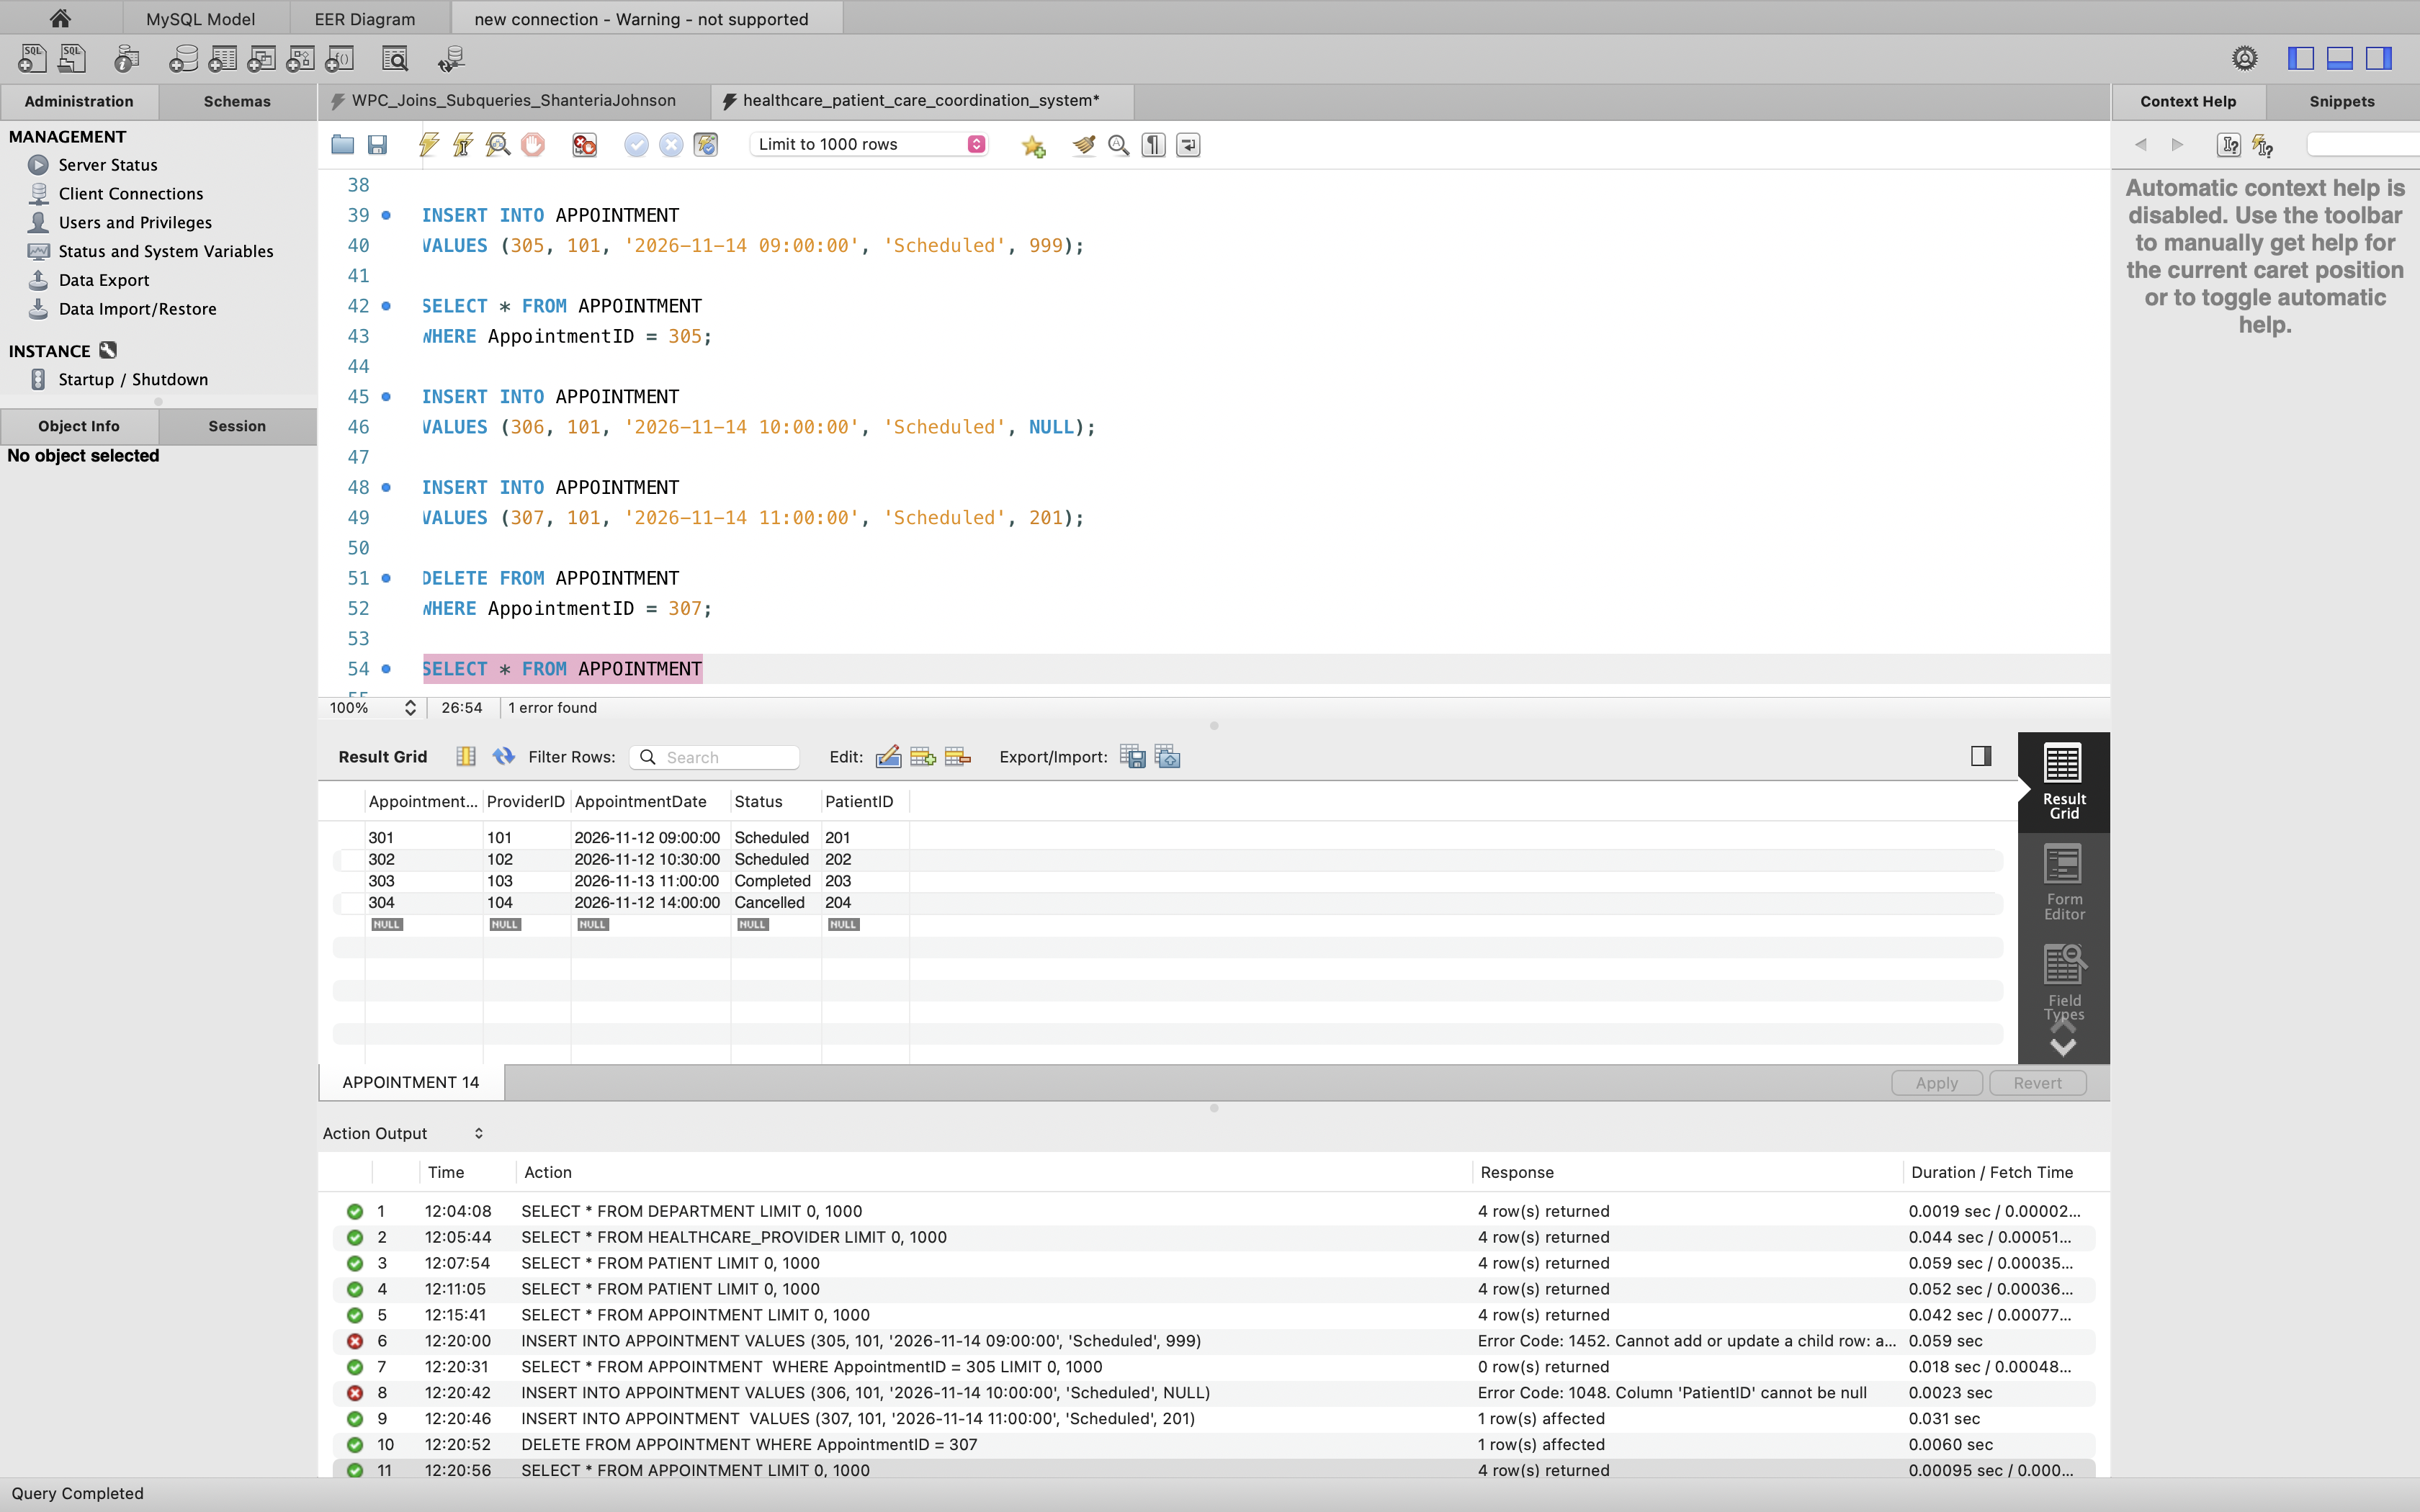 MySQL Model
EER Diagram
new connection - Warning - not supported
Administration
Schemas
WPC_Joins_Subqueries_ShanteriaJohnson
healthcare_patient_care_coordination_system*
Context Help
Snippets
MANAGEMENT
Server Status
Client Connections
Users and Privileges
Status and System Variables
Data Export
Data Import/Restore
INSTANCE
Startup / Shutdown
Object Info
Session
No object selected
Limit to 1000 rows
38
39 INSERT INTO APPOINTMENT
40 VALUES (305, 101, '2026-11-14 09:00:00', 'Scheduled', 999);
41
42 SELECT * FROM APPOINTMENT
43 WHERE AppointmentID = 305;
44
45 INSERT INTO APPOINTMENT
46 VALUES (306, 101, '2026-11-14 10:00:00', 'Scheduled', NULL);
47
48 INSERT INTO APPOINTMENT
49 VALUES (307, 101, '2026-11-14 11:00:00', 'Scheduled', 201);
50
51 DELETE FROM APPOINTMENT
52 WHERE AppointmentID = 307;
53
54 SELECT * FROM APPOINTMENT
55
100% 26:54 1 error found
Automatic context help is
disabled. Use the toolbar
to manually get help for
the current caret position
or to toggle automatic
help.
Result Grid Filter Rows: Search Edit: Export/Import:
Appointment... ProviderID AppointmentDate Status PatientID
301 101 2026-11-12 09:00:00 Scheduled 201
302 102 2026-11-12 10:30:00 Scheduled 202
303 103 2026-11-13 11:00:00 Completed 203
304 104 2026-11-12 14:00:00 Cancelled 204
NULL NULL NULL NULL NULL
Result
Grid
Form
Editor
Field
Types
APPOINTMENT 14
Apply
Revert
Action Output
Time Action Response Duration / Fetch Time
1 12:04:08 SELECT * FROM DEPARTMENT LIMIT 0, 1000 4 row(s) returned 0.0019 sec / 0.00002...
2 12:05:44 SELECT * FROM HEALTHCARE_PROVIDER LIMIT 0, 1000 4 row(s) returned 0.044 sec / 0.00051...
3 12:07:54 SELECT * FROM PATIENT LIMIT 0, 1000 4 row(s) returned 0.059 sec / 0.00035...
4 12:11:05 SELECT * FROM PATIENT LIMIT 0, 1000 4 row(s) returned 0.052 sec / 0.00036...
5 12:15:41 SELECT * FROM APPOINTMENT LIMIT 0, 1000 4 row(s) returned 0.042 sec / 0.00077...
6 12:20:00 INSERT INTO APPOINTMENT VALUES (305, 101, '2026-11-14 09:00:00', 'Scheduled', 999) Error Code: 1452. Cannot add or update a child row: a... 0.059 sec
7 12:20:31 SELECT * FROM APPOINTMENT  WHERE AppointmentID = 305 LIMIT 0, 1000 0 row(s) returned 0.018 sec / 0.00048...
8 12:20:42 INSERT INTO APPOINTMENT VALUES (306, 101, '2026-11-14 10:00:00', 'Scheduled', NULL) Error Code: 1048. Column 'PatientID' cannot be null 0.0023 sec
9 12:20:46 INSERT INTO APPOINTMENT  VALUES (307, 101, '2026-11-14 11:00:00', 'Scheduled', 201) 1 row(s) affected 0.031 sec
10 12:20:52 DELETE FROM APPOINTMENT WHERE AppointmentID = 307 1 row(s) affected 0.0060 sec
11 12:20:56 SELECT * FROM APPOINTMENT LIMIT 0, 1000 4 row(s) returned 0.00095 sec / 0.000...
Query Completed